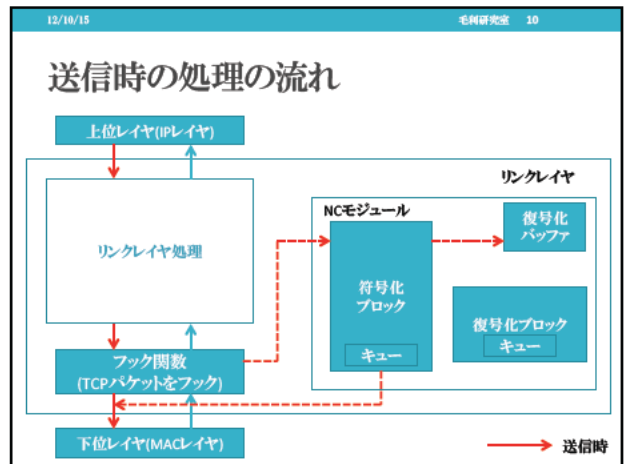 12/10/15
毛利研究室 10
送信時の処理の流れ
上位レイヤ(IPレイヤ)
リンクレイヤ
NCモジュール
復号化
バッファ
リンクレイヤ処理
符号化
ブロック
復号化ブロック
キュー
キュー
フック関数
(TCPパケットをフック)
下位レイヤ(MACレイヤ)
送信時